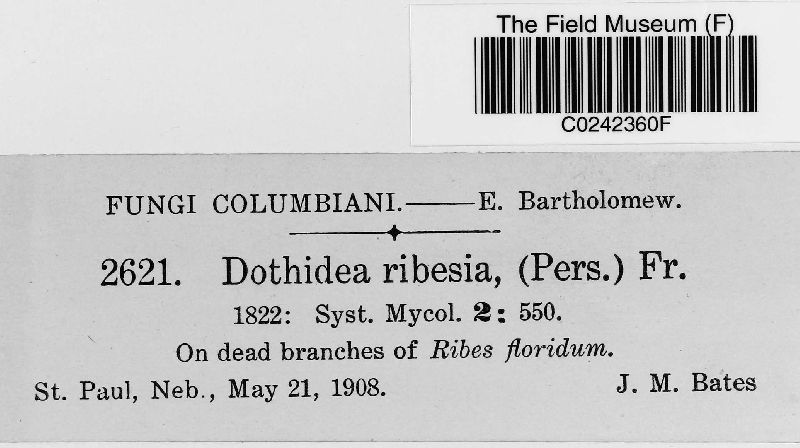 The Field Museum (F)
C0242360F
FUNGI COLUMBIANI.——E. Bartholomew.
2621. Dothidea ribesia, (Pers.) Fr.
1822: Syst. Mycol. 2: 550.
On dead branches of Ribes floridum.
St. Paul, Neb., May 21, 1908. J. M. Bates